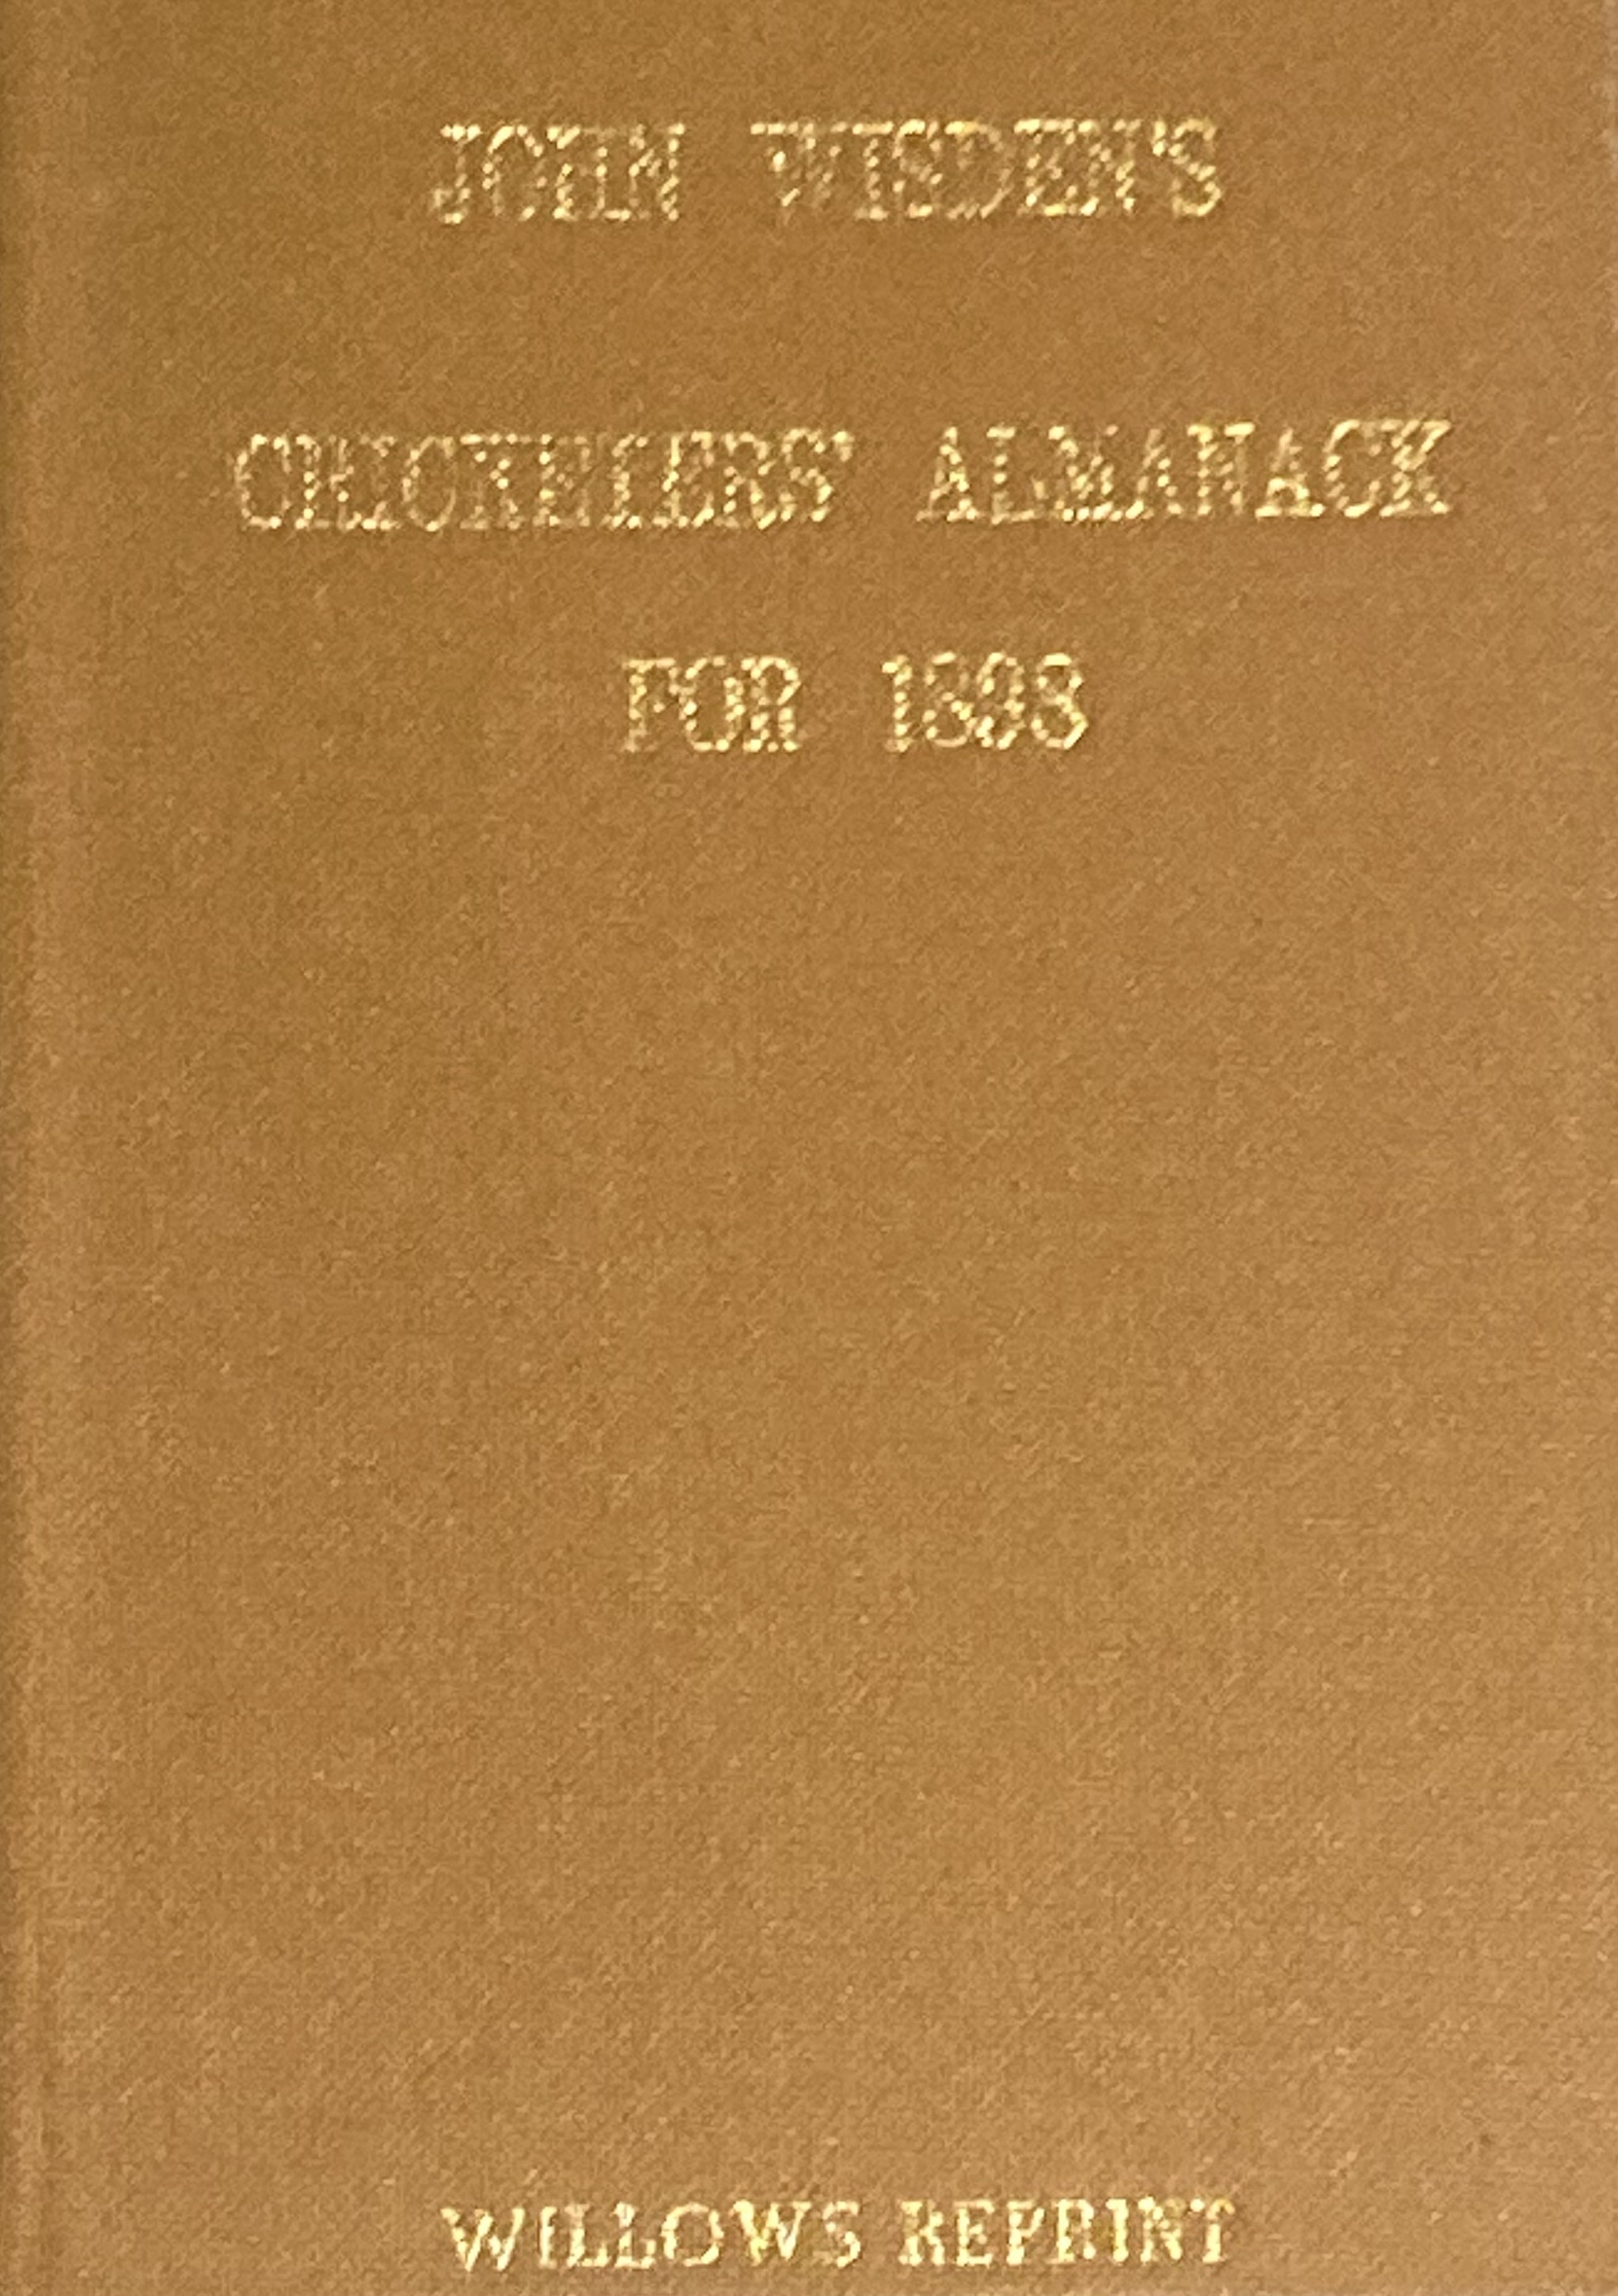 JOHN WISDEN'S
CRICKETERS' ALMANACK
FOR 1898
WILLOWS REPRINT